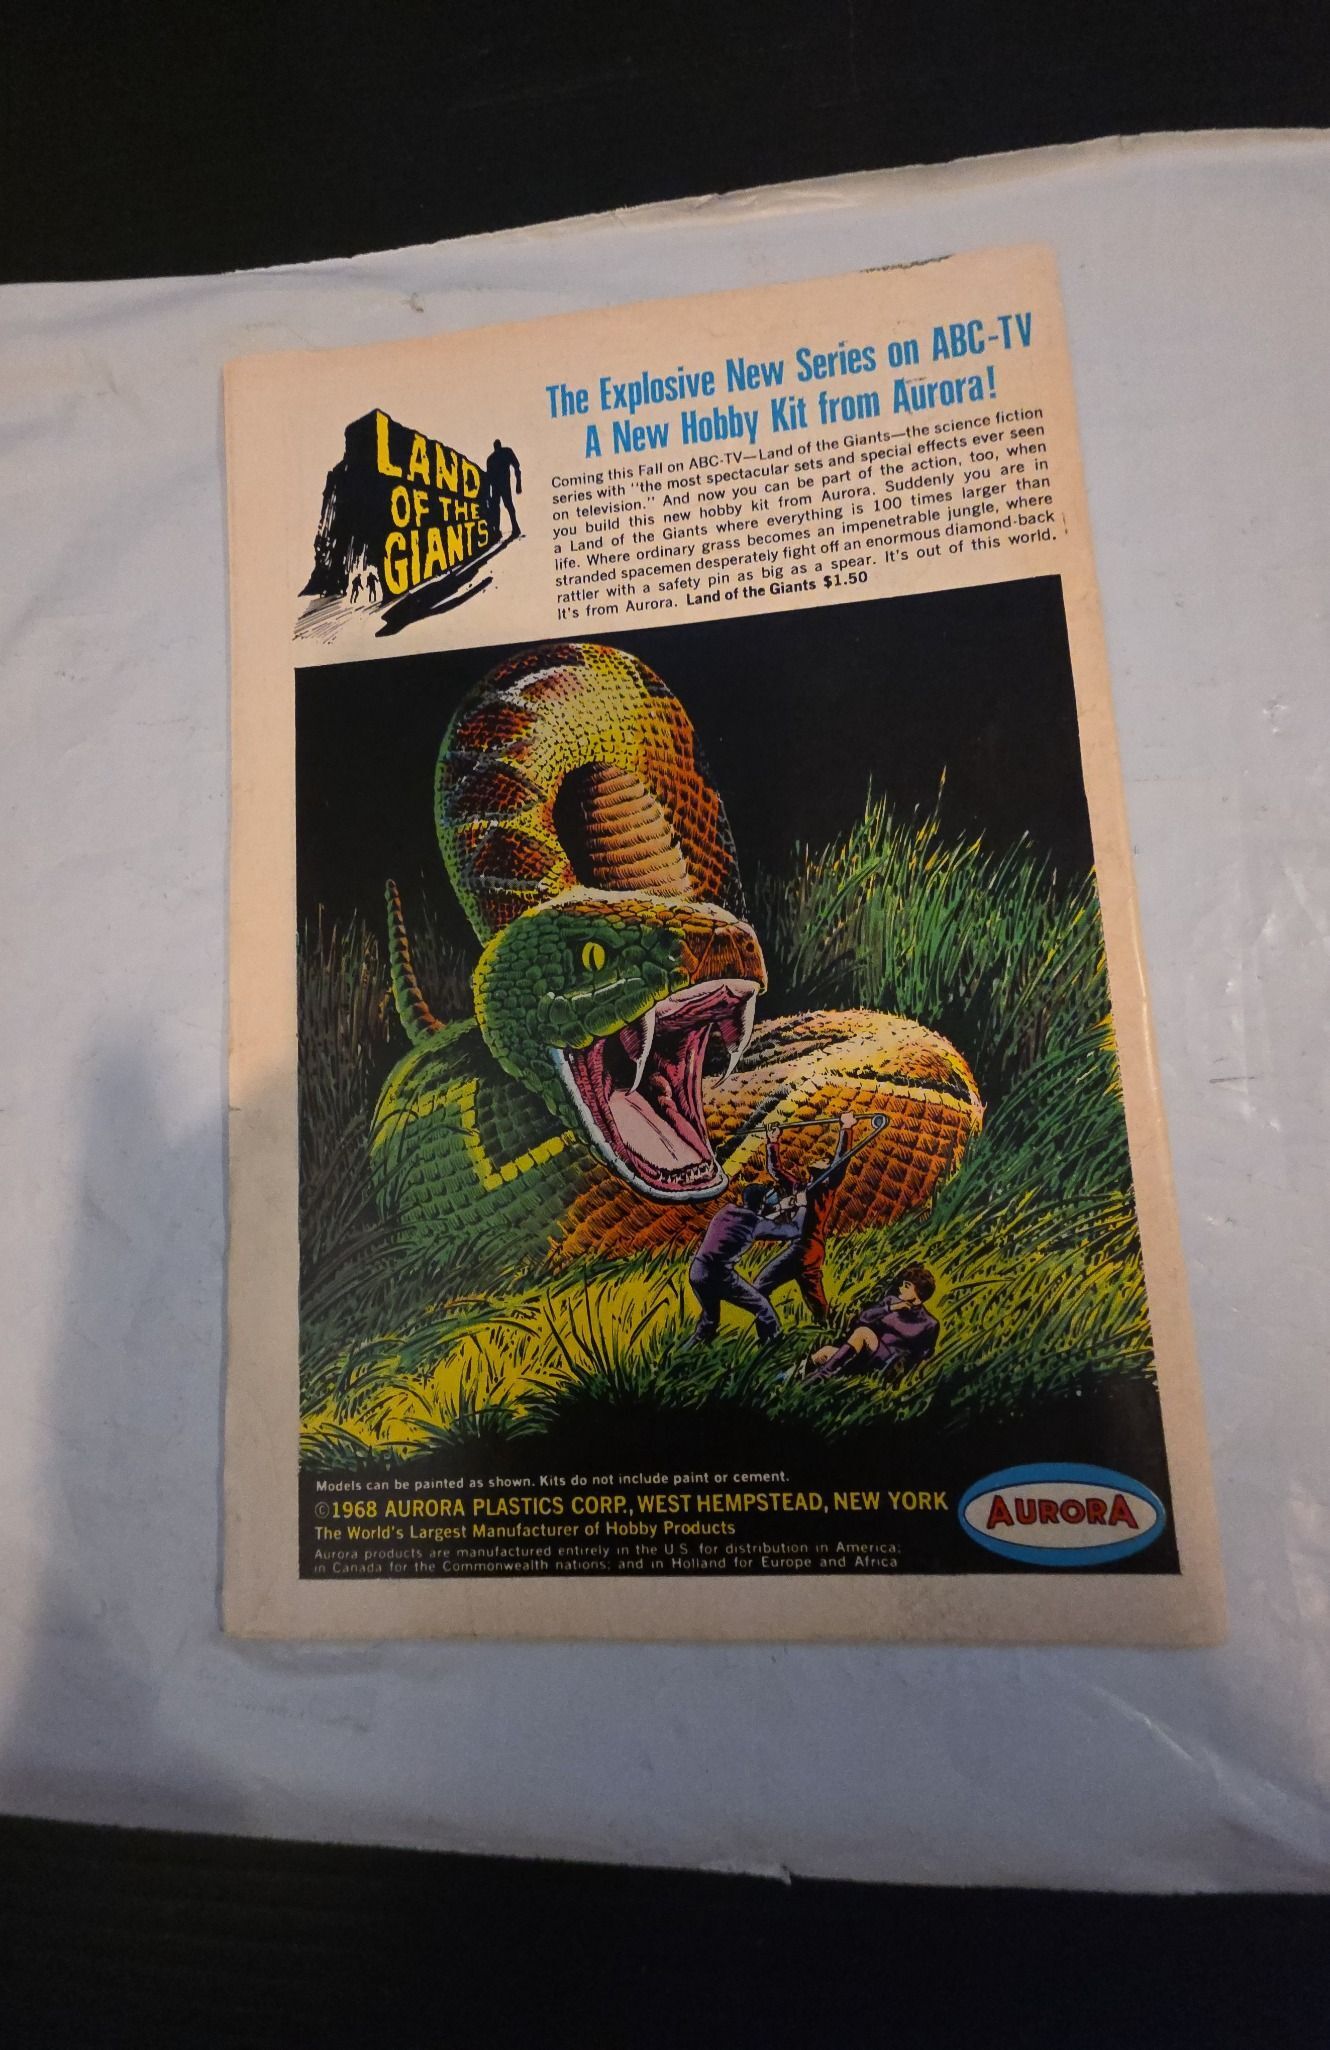 LAND
OF THE
GIANTS
The Explosive New Series on ABC-TV
A New Hobby Kit from Aurora!
Coming this Fall on ABC-TV—Land of the Giants—the science fiction
series with "the most spectacular sets and special effects ever seen
on television." And now you can be part of the action, too, when
you build this new hobby kit from Aurora. Suddenly you are in
a Land of the Giants where everything is 100 times larger than
life. Where ordinary grass becomes an impenetrable jungle, where
stranded spacemen desperately fight off an enormous diamond-back
rattler with a safety pin as big as a spear. It's out of this world.
It's from Aurora. Land of the Giants $1.50
Models can be painted as shown. Kits do not include paint or cement.
©1968 AURORA PLASTICS CORP., WEST HEMPSTEAD, NEW YORK
The World's Largest Manufacturer of Hobby Products
Aurora products are manufactured entirely in the U.S. for distribution in America;
in Canada for the Commonwealth nations; and in Holland for Europe and Africa
AURORA